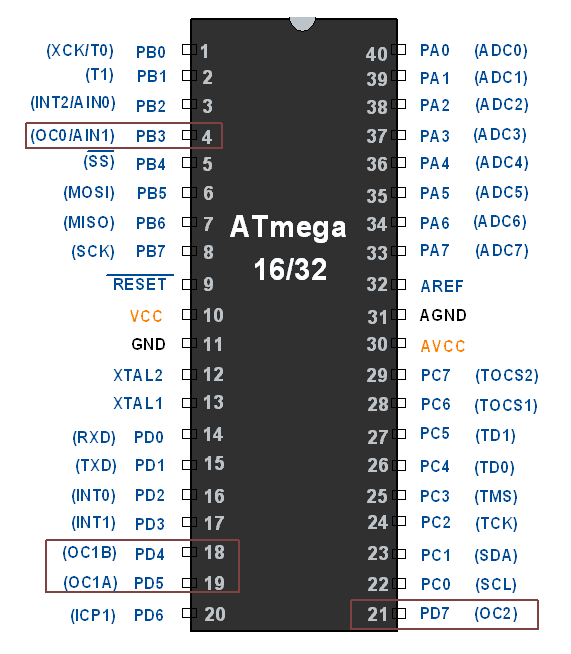 (XCK/T0) PB0 1 40 PA0 (ADC0)
(T1) PB1 2 39 PA1 (ADC1)
(INT2/AIN0) PB2 3 38 PA2 (ADC2)
(OC0/AIN1) PB3 4 37 PA3 (ADC3)
(SS) PB4 5 36 PA4 (ADC4)
(MOSI) PB5 6 35 PA5 (ADC5)
(MISO) PB6 7 ATmega 34 PA6 (ADC6)
(SCK) PB7 8 33 PA7 (ADC7)
16/32
RESET 9 32 AREF
VCC 10 31 AGND
GND 11 30 AVCC
XTAL2 12 29 PC7 (TOCS2)
XTAL1 13 28 PC6 (TOCS1)
(RXD) PD0 14 27 PC5 (TD1)
(TXD) PD1 15 26 PC4 (TD0)
(INT0) PD2 16 25 PC3 (TMS)
(INT1) PD3 17 24 PC2 (TCK)
(OC1B) PD4 18 23 PC1 (SDA)
(OC1A) PD5 19 22 PC0 (SCL)
(ICP1) PD6 20 21 PD7 (OC2)